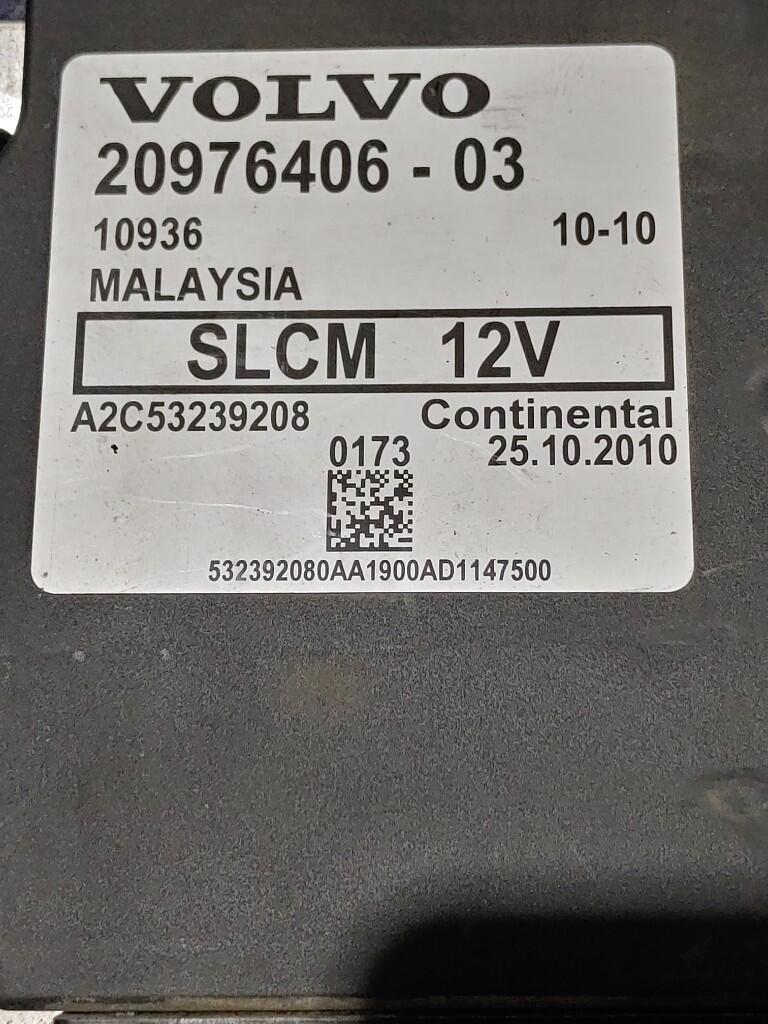 VOLVO
20976406 - 03
10936 10-10
MALAYSIA
SLCM 12V
A2C53239208 Continental
0173 25.10.2010
532392080AA1900AD1147500